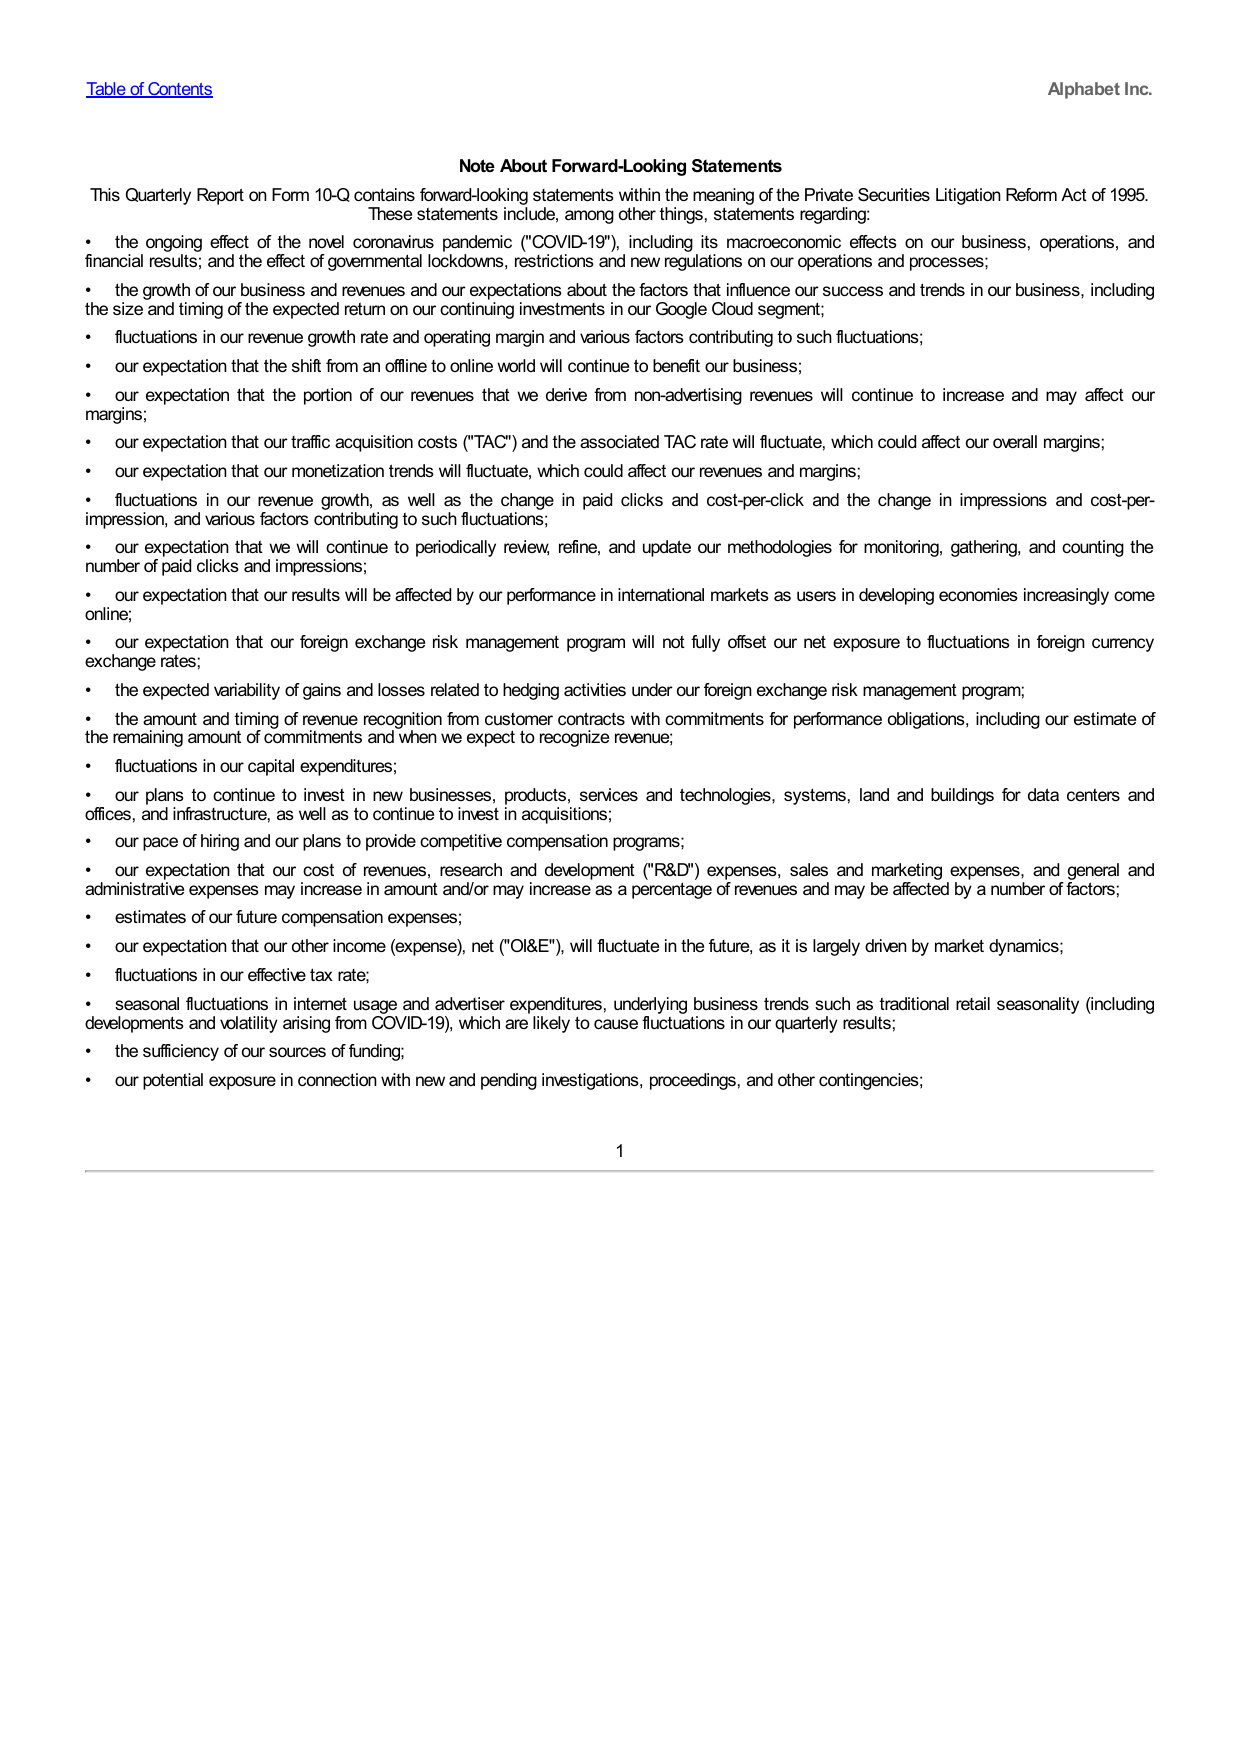 Table of Contents Alphabet Inc.
Note About Forward-Looking Statements
This Quarterly Report on Form 10-Q contains forward-looking statements within the meaning of the Private Securities Litigation Reform Act of 1995.
These statements include, among other things, statements regarding:
• the ongoing effect of the novel coronavirus pandemic ("COVID-19"), including its macroeconomic effects on our business, operations, and
financial results; and the effect of governmental lockdowns, restrictions and new regulations on our operations and processes;
• the growth of our business and revenues and our expectations about the factors that influence our success and trends in our business, including
the size and timing of the expected return on our continuing investments in our Google Cloud segment;
• fluctuations in our revenue growth rate and operating margin and various factors contributing to such fluctuations;
• our expectation that the shift from an offline to online world will continue to benefit our business;
• our expectation that the portion of our revenues that we derive from non-advertising revenues will continue to increase and may affect our
margins;
• our expectation that our traffic acquisition costs ("TAC") and the associated TAC rate will fluctuate, which could affect our overall margins;
• our expectation that our monetization trends will fluctuate, which could affect our revenues and margins;
• fluctuations in our revenue growth, as well as the change in paid clicks and cost-per-click and the change in impressions and cost-per-
impression, and various factors contributing to such fluctuations;
• our expectation that we will continue to periodically review, refine, and update our methodologies for monitoring, gathering, and counting the
number of paid clicks and impressions;
• our expectation that our results will be affected by our performance in international markets as users in developing economies increasingly come
online;
• our expectation that our foreign exchange risk management program will not fully offset our net exposure to fluctuations in foreign currency
exchange rates;
• the expected variability of gains and losses related to hedging activities under our foreign exchange risk management program;
• the amount and timing of revenue recognition from customer contracts with commitments for performance obligations, including our estimate of
the remaining amount of commitments and when we expect to recognize revenue;
• fluctuations in our capital expenditures;
• our plans to continue to invest in new businesses, products, services and technologies, systems, land and buildings for data centers and
offices, and infrastructure, as well as to continue to invest in acquisitions;
• our pace of hiring and our plans to provide competitive compensation programs;
• our expectation that our cost of revenues, research and development ("R&D") expenses, sales and marketing expenses, and general and
administrative expenses may increase in amount and/or may increase as a percentage of revenues and may be affected by a number of factors;
• estimates of our future compensation expenses;
• our expectation that our other income (expense), net ("OI&E"), will fluctuate in the future, as it is largely driven by market dynamics;
• fluctuations in our effective tax rate;
• seasonal fluctuations in internet usage and advertiser expenditures, underlying business trends such as traditional retail seasonality (including
developments and volatility arising from COVID-19), which are likely to cause fluctuations in our quarterly results;
• the sufficiency of our sources of funding;
• our potential exposure in connection with new and pending investigations, proceedings, and other contingencies;
1